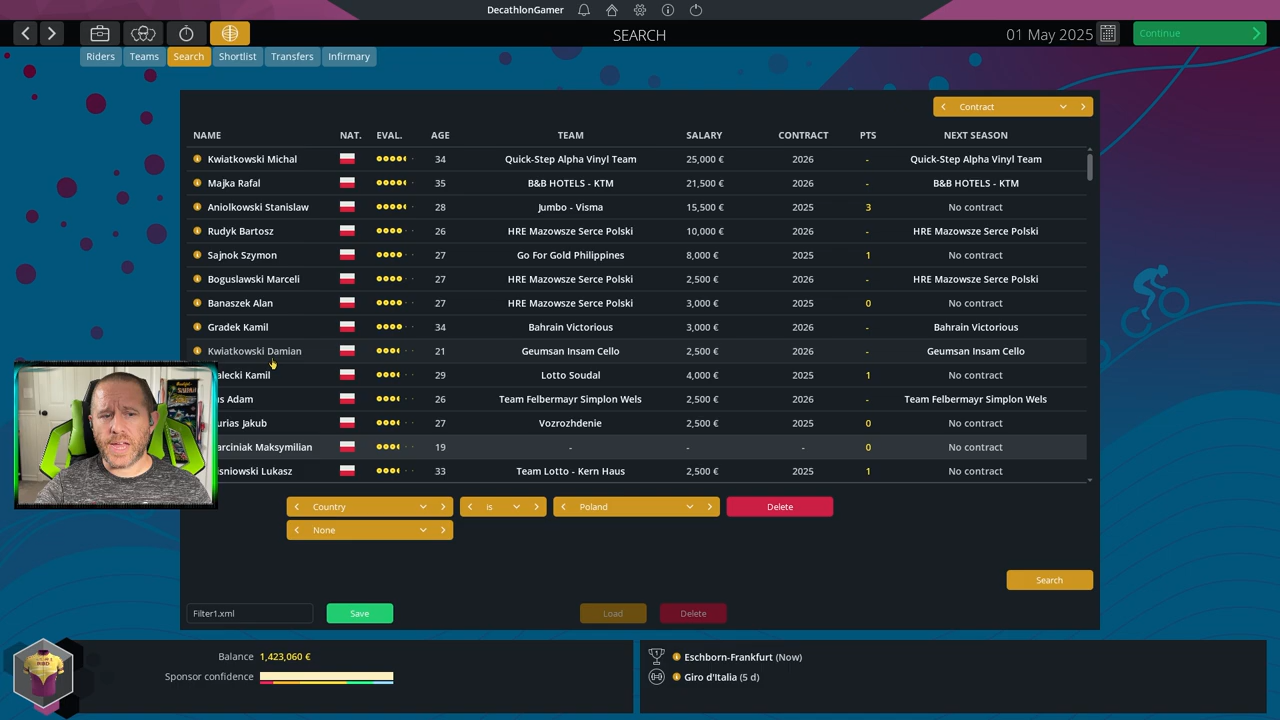 DecathlonGamer
SEARCH
01 May 2025
Continue
Riders Teams Search Shortlist Transfers Infirmary
Contract
NAME NAT. EVAL. AGE TEAM SALARY CONTRACT PTS NEXT SEASON
Kwiatkowski Michal 34 Quick-Step Alpha Vinyl Team 25,000 € 2026 - Quick-Step Alpha Vinyl Team
Majka Rafal 35 B&B HOTELS - KTM 21,500 € 2026 - B&B HOTELS - KTM
Aniolkowski Stanislaw 28 Jumbo - Visma 15,500 € 2025 3 No contract
Rudyk Bartosz 26 HRE Mazowsze Serce Polski 10,000 € 2026 - HRE Mazowsze Serce Polski
Sajnok Szymon 27 Go For Gold Philippines 8,000 € 2025 1 No contract
Boguslawski Marceli 27 HRE Mazowsze Serce Polski 2,500 € 2026 - HRE Mazowsze Serce Polski
Banaszek Alan 27 HRE Mazowsze Serce Polski 3,000 € 2025 0 No contract
Gradek Kamil 34 Bahrain Victorious 3,000 € 2026 - Bahrain Victorious
Kwiatkowski Damian 21 Geumsan Insam Cello 2,500 € 2026 - Geumsan Insam Cello
alecki Kamil 29 Lotto Soudal 4,000 € 2025 1 No contract
us Adam 26 Team Felbermayr Simplon Wels 2,500 € 2026 - Team Felbermayr Simplon Wels
urias Jakub 27 Vozrozhdenie 2,500 € 2025 0 No contract
arciniak Maksymilian 19 - - - 0 No contract
sniowski Lukasz 33 Team Lotto - Kern Haus 2,500 € 2025 1 No contract
Country is Poland Delete
None
Search
Filter1.xml Save Load Delete
Balance 1,423,060 €
Sponsor confidence
Eschborn-Frankfurt (Now)
Giro d'Italia (5 d)